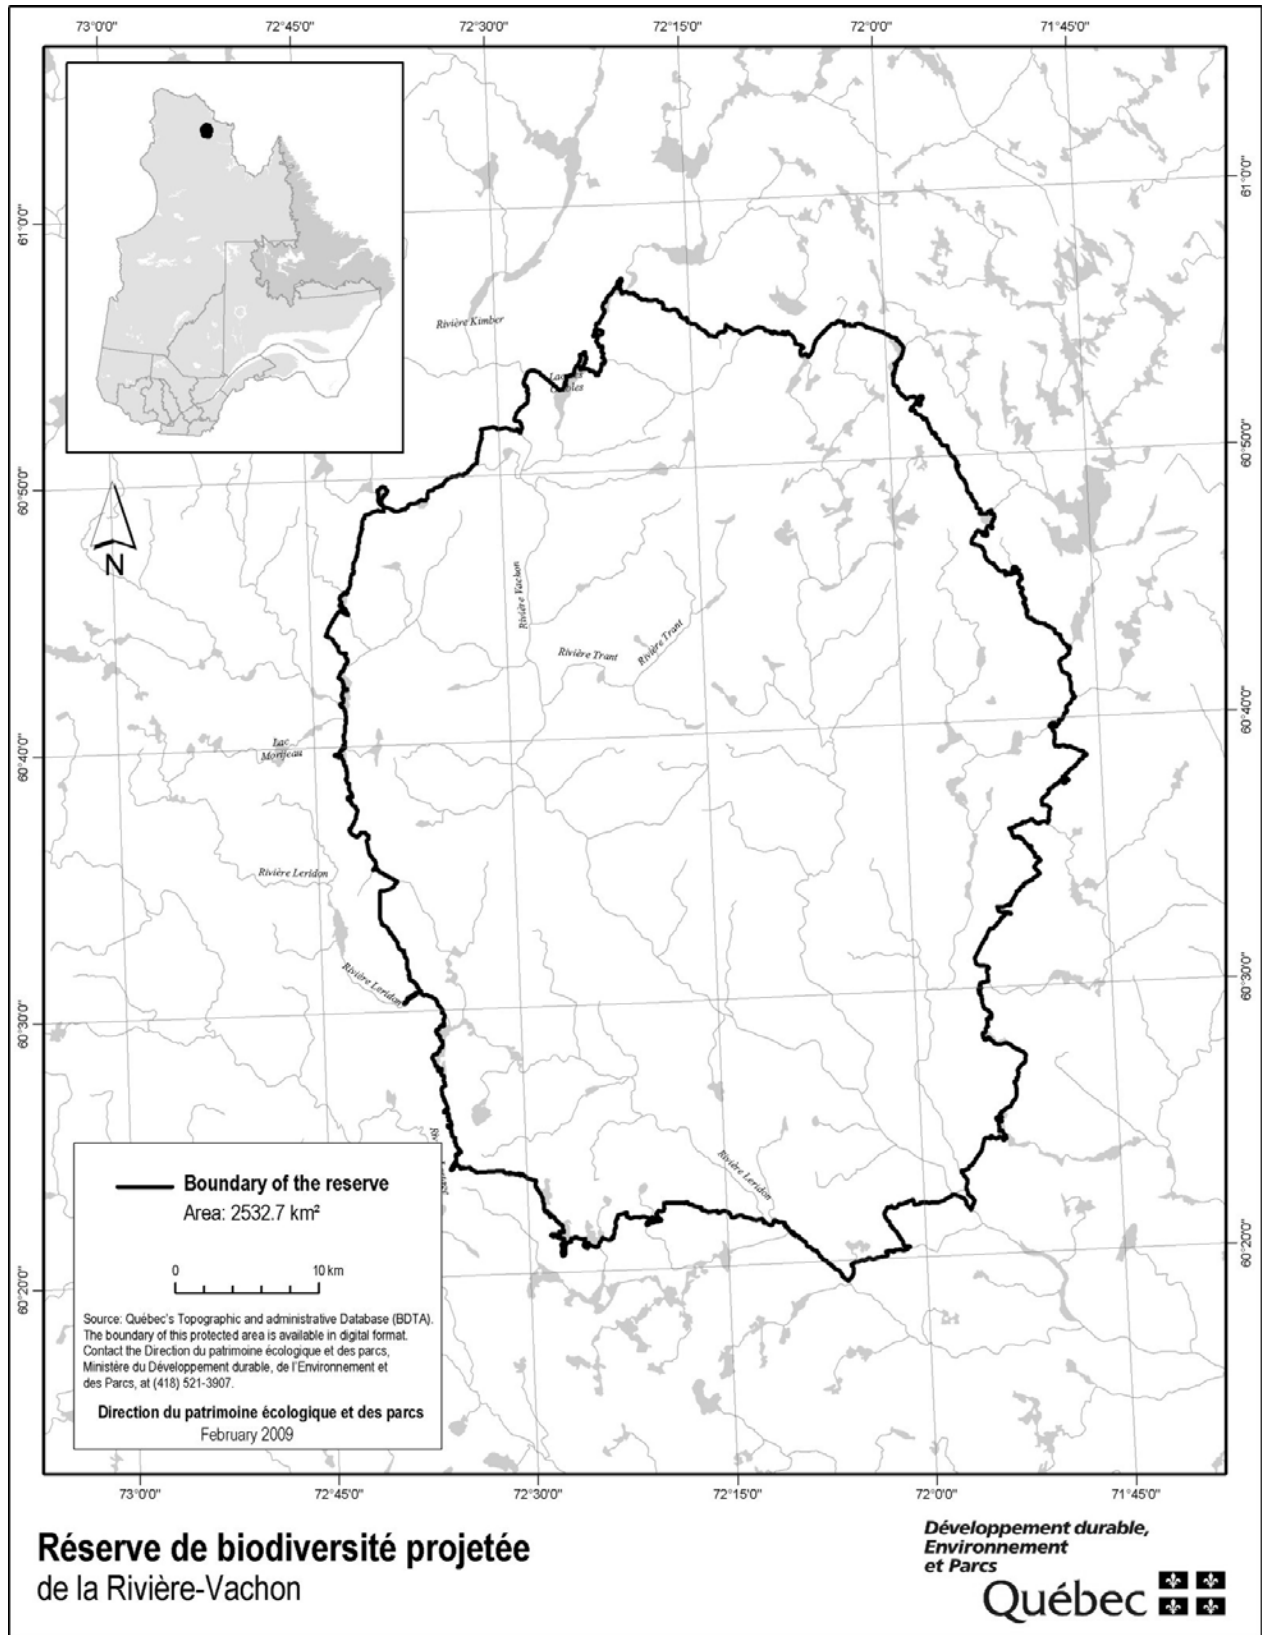 73°0'0" 72°45'0" 72°30'0" 72°15'0" 72°0'0" 71°45'0"
61°0'0"
61°0'0"
Rivière Kimber
60°50'0"
60°50'0"
N
Rivière Vachon
Rivière Trant
Rivière Trant
60°40'0"
60°40'0"
Lac
Morijeau
Rivière Leridon
Rivière Leridon
60°30'0"
60°30'0"
Rivière Leridon
60°20'0"
60°20'0"
Boundary of the reserve
Area: 2532.7 km²
0 10 km
Source: Québec's Topographic and administrative Database (BDTA).
The boundary of this protected area is available in digital format.
Contact the Direction du patrimoine écologique et des parcs,
Ministère du Développement durable, de l'Environnement et
des Parcs, at (418) 521-3907.
Direction du patrimoine écologique et des parcs
February 2009
73°0'0" 72°45'0" 72°30'0" 72°15'0" 72°0'0" 71°45'0"
Réserve de biodiversité projetée
de la Rivière-Vachon
Développement durable,
Environnement
et Parcs
Québec